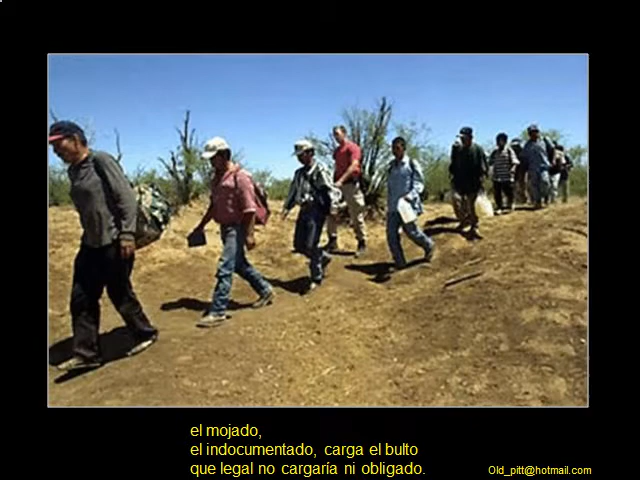 el mojado,
el indocumentado, carga el bulto
que legal no cargaría ni obligado.
Old_pitt@hotmail.com